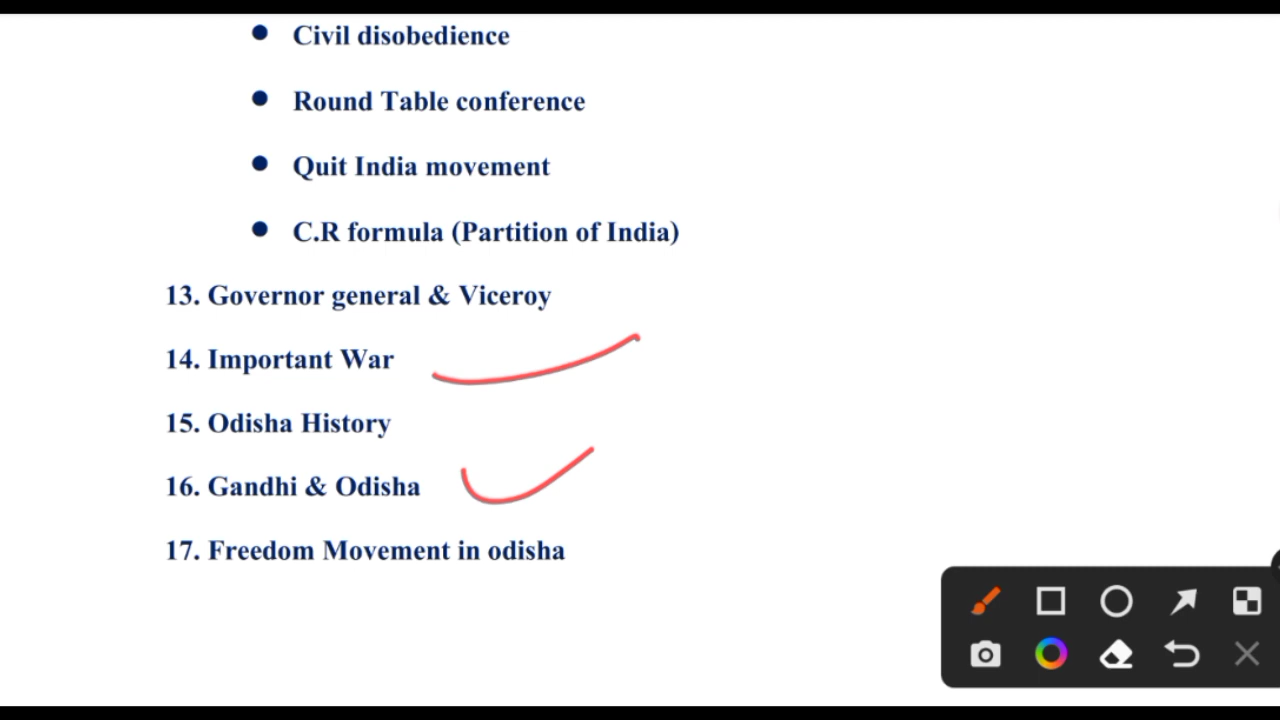 ● Civil disobedience
● Round Table conference
● Quit India movement
● C.R formula (Partition of India)
13. Governor general & Viceroy
14. Important War
15. Odisha History
16. Gandhi & Odisha
17. Freedom Movement in odisha